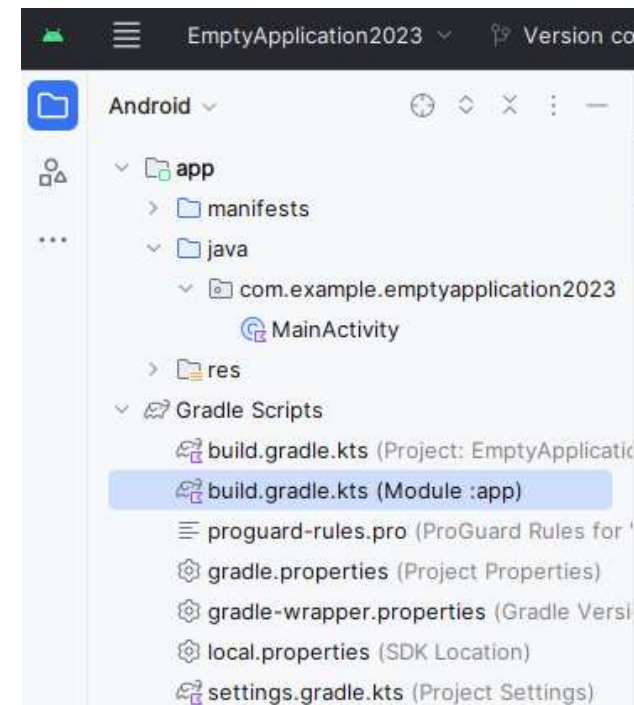 EmptyApplication2023 Version co
Android
app
manifests
java
com.example.emptyapplication2023
MainActivity
res
Gradle Scripts
build.gradle.kts (Project: EmptyApplicatic
build.gradle.kts (Module :app)
proguard-rules.pro (ProGuard Rules for '
gradle.properties (Project Properties)
gradle-wrapper.properties (Gradle Versi
local.properties (SDK Location)
settings.gradle.kts (Project Settings)